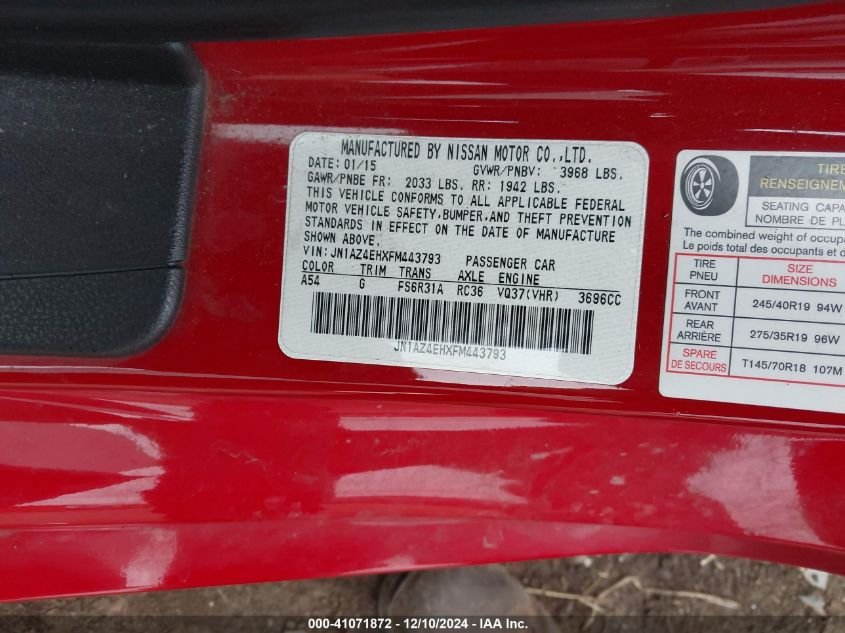 MANUFACTURED BY NISSAN MOTOR CO.,LTD.
DATE: 01/15 GVWR/PNBV: 3968 LBS.
GAWR/PNBE FR: 2033 LBS. RR: 1942 LBS.
THIS VEHICLE CONFORMS TO ALL APPLICABLE FEDERAL
MOTOR VEHICLE SAFETY,BUMPER,AND THEFT PREVENTION
STANDARDS IN EFFECT ON THE DATE OF MANUFACTURE
SHOWN ABOVE.
VIN: JN1AZ4EHXFM443793 PASSENGER CAR
COLOR TRIM TRANS AXLE ENGINE
A54 G FS6R31A RC36 VQ37(VHR) 3696CC
JN1AZ4EHXFM443793
TIRE
RENSEIGNEM
SEATING CAPA
NOMBRE DE PL
The combined weight of occup
Le poids total des occupants
TIRE SIZE
PNEU DIMENSIONS
FRONT
AVANT 245/40R19 94W
REAR
ARRIÈRE 275/35R19 96W
SPARE
DE SECOURS T145/70R18 107M
000-41071872 - 12/10/2024 - IAA Inc.